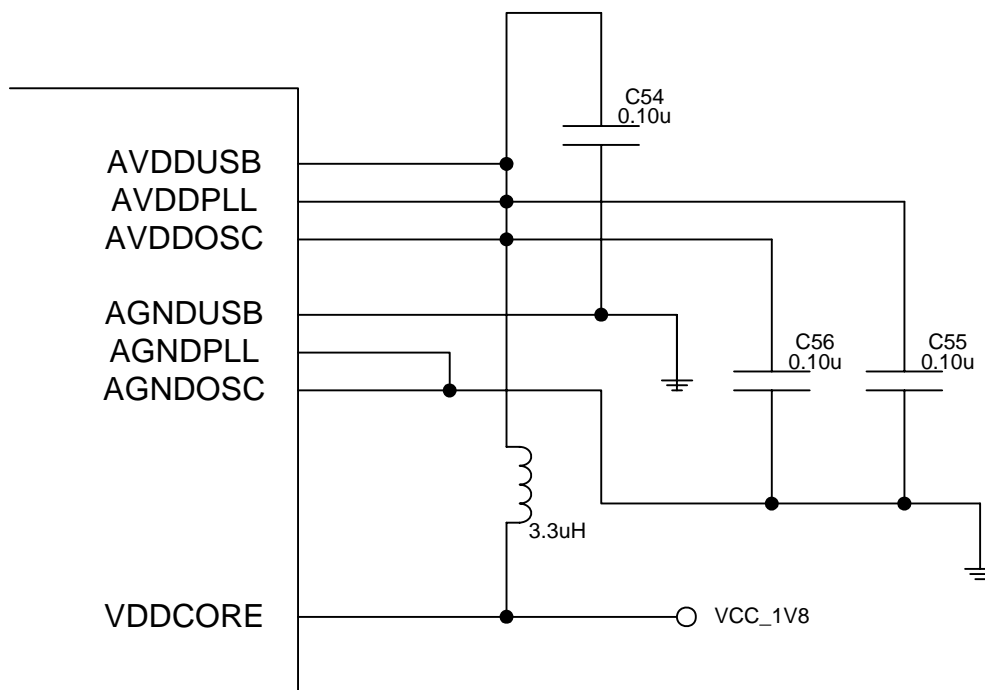 C54
0.10u
AVDDUSB
AVDDPLL
AVDDOSC
AGNDUSB
AGNDPLL
AGNDOSC
C56
0.10u
C55
0.10u
3.3uH
VDDCORE
VCC_1V8